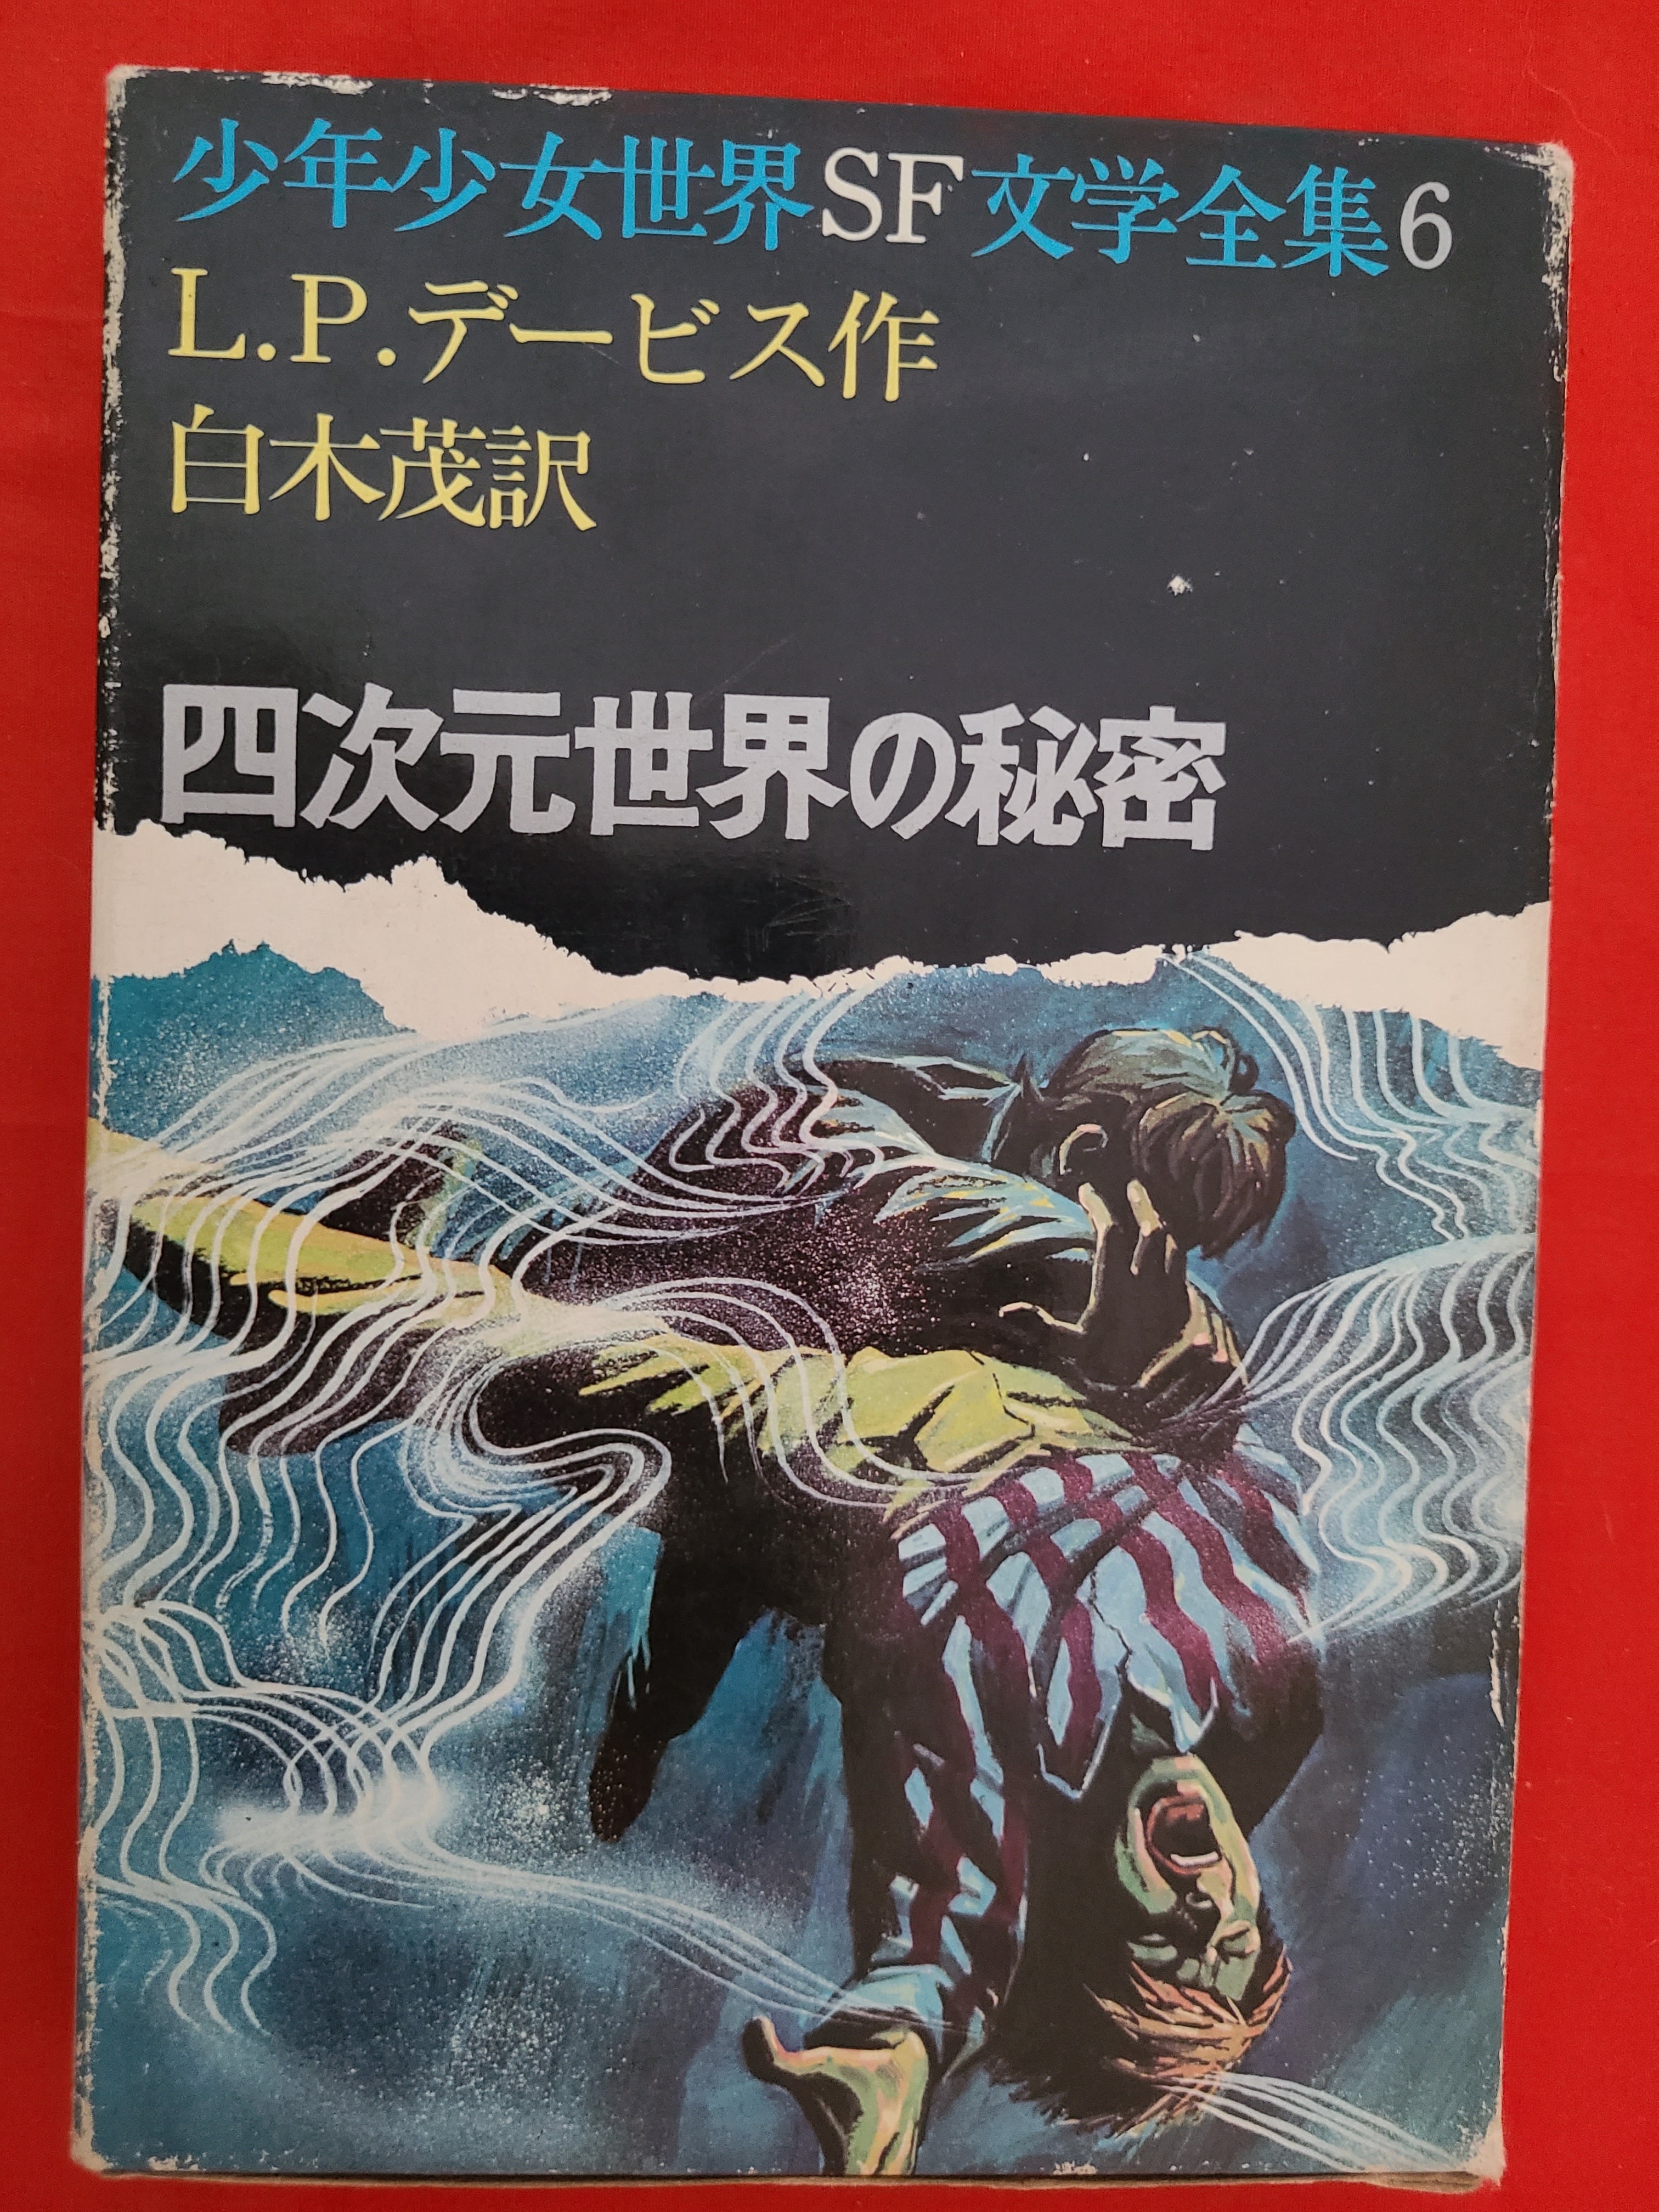 少年少女世界SF文学全集6
L.P.デービス作
白木茂訳
四次元世界の秘密